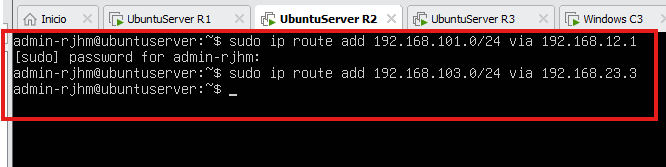 Inicio UbuntuServer R1 UbuntuServer R2 UbuntuServer R3 Windows C3
admin-rjhm@ubuntuserver:~$ sudo ip route add 192.168.101.0/24 via 192.168.12.1
[sudo] password for admin-rjhm:
admin-rjhm@ubuntuserver:~$ sudo ip route add 192.168.103.0/24 via 192.168.23.3
admin-rjhm@ubuntuserver:~$ _